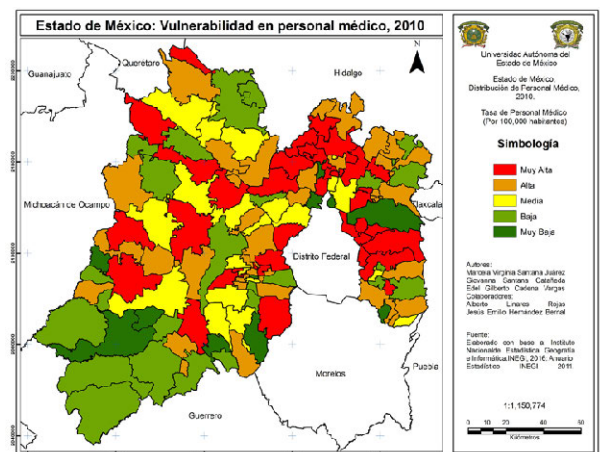 Estado de México: Vulnerabilidad en personal médico, 2010
Guanajuato
Queretaro
Hidalgo
N
Michoacán de Ocampo
Tlaxcala
Distrito Federal
Morelos
Puebla
Guerrero
Universidad Autónoma del
Estado de México
Estado de México:
Distribución de Personal Médico,
2010.
Tasa de Personal Médico
(Por 100,000 habitantes)
Simbología
Muy Alta
Alta
Media
Baja
Muy Baja
Autores:
Marcela Virginia Santana Juárez
Giovanna Santana Castañeda
Edel Gilberto Cadena Vargas
Colaboradores:
Alberto Linares Rojas
Jesús Emilio Hernández Bernal
Fuente:
Elaborado con base a Instituto
Nacional de Estadística Geografía
e Informática INEGI, 2016. Anuario
Estadístico INEGI 2011
1:1,150,774
0 10 20 40 60
Kilómetros